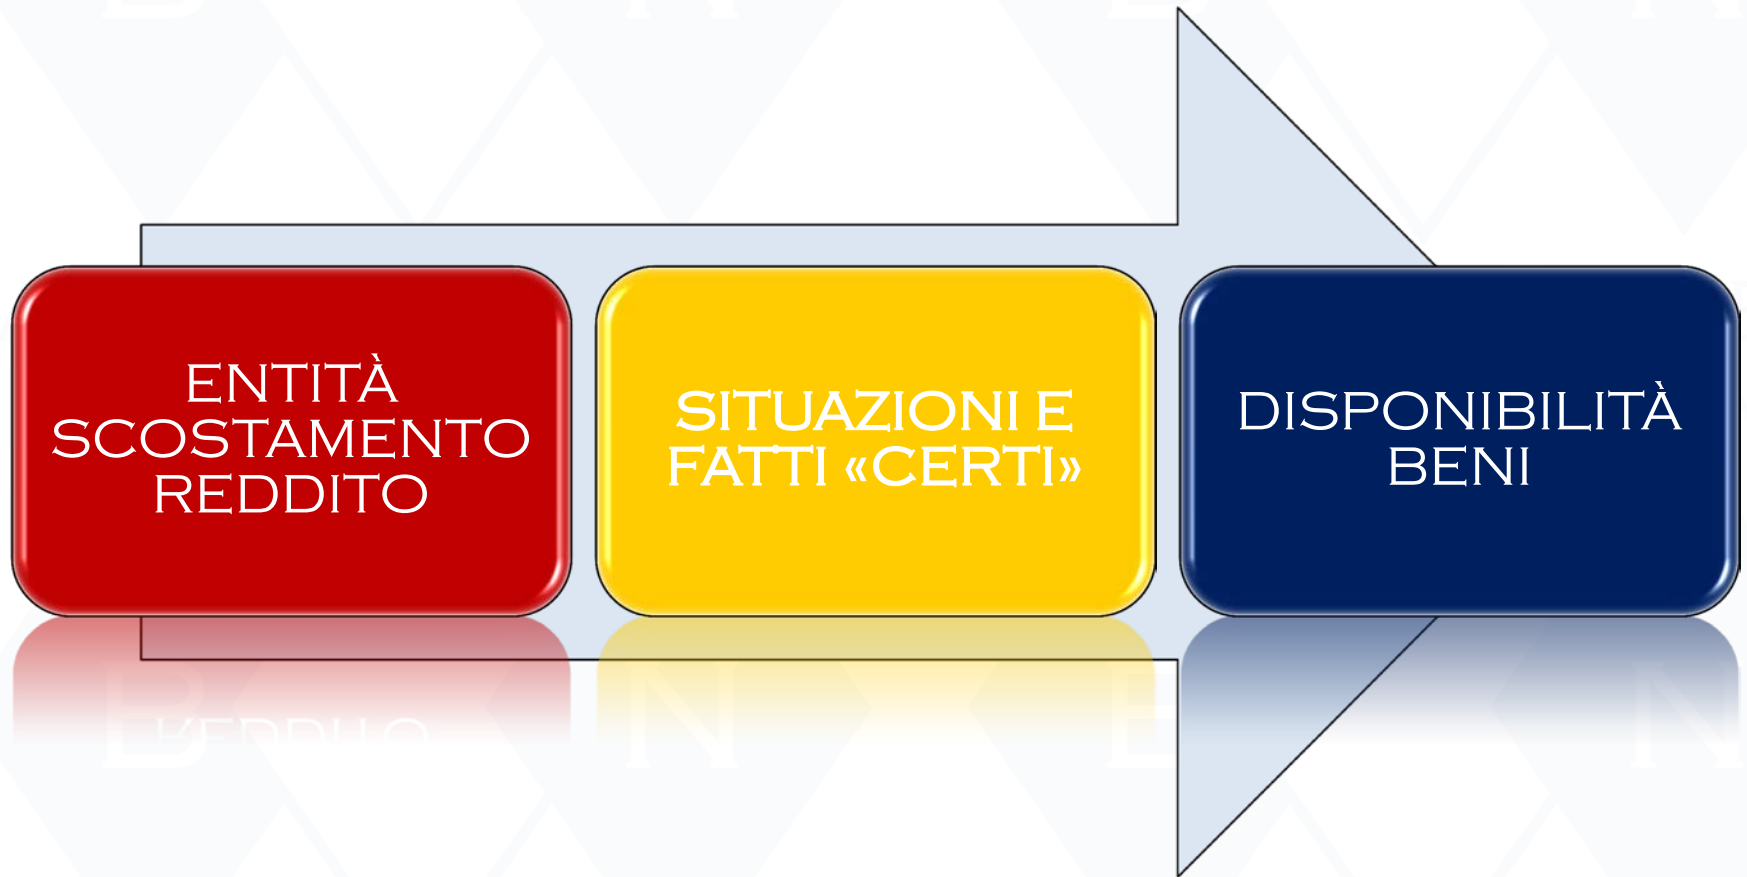 ENTITÀ
SCOSTAMENTO
REDDITO
SITUAZIONI E
FATTI «CERTI»
DISPONIBILITÀ
BENI